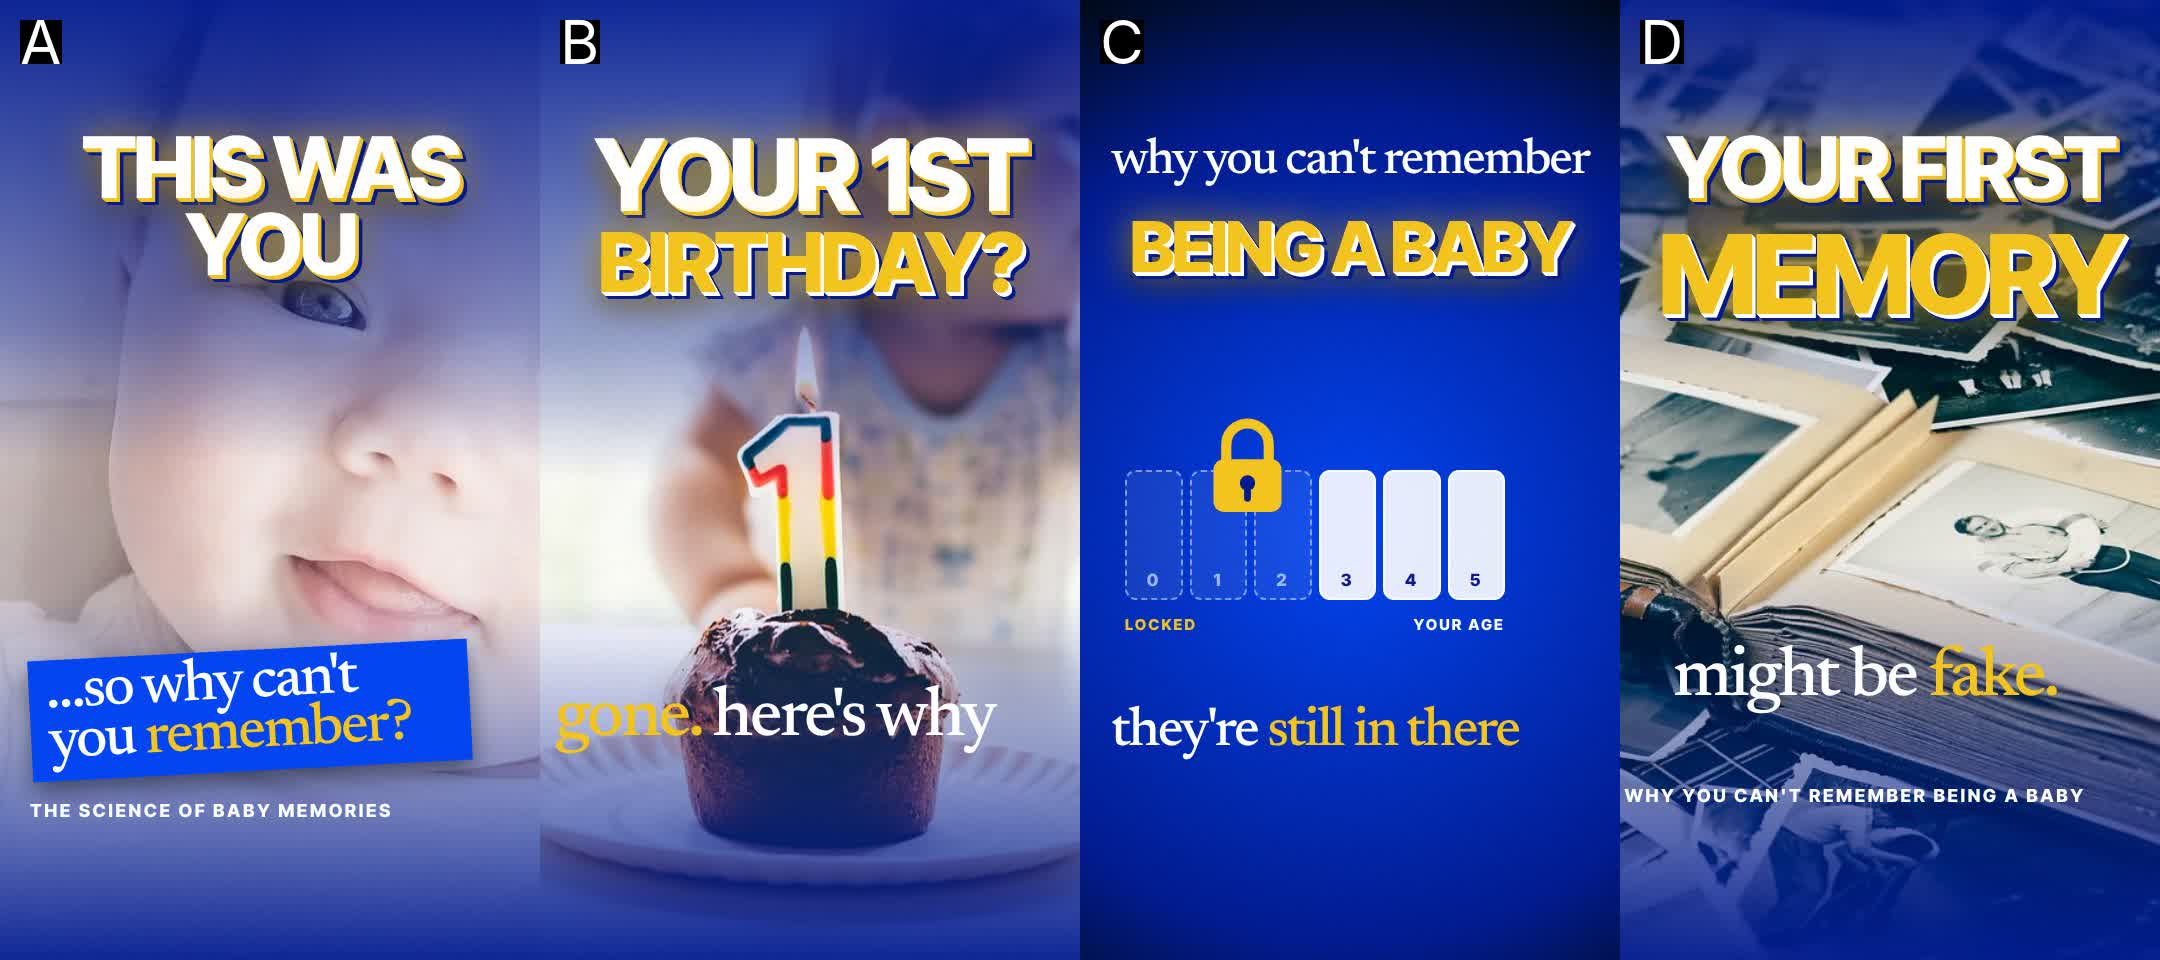 A
THIS WAS
YOU
...so why can't
you remember?
THE SCIENCE OF BABY MEMORIES
B
YOUR 1ST
BIRTHDAY?
gone. here's why
C
why you can't remember
BEING A BABY
0 1 2 3 4 5
LOCKED YOUR AGE
they're still in there
D
YOUR FIRST
MEMORY
might be fake.
WHY YOU CAN'T REMEMBER BEING A BABY